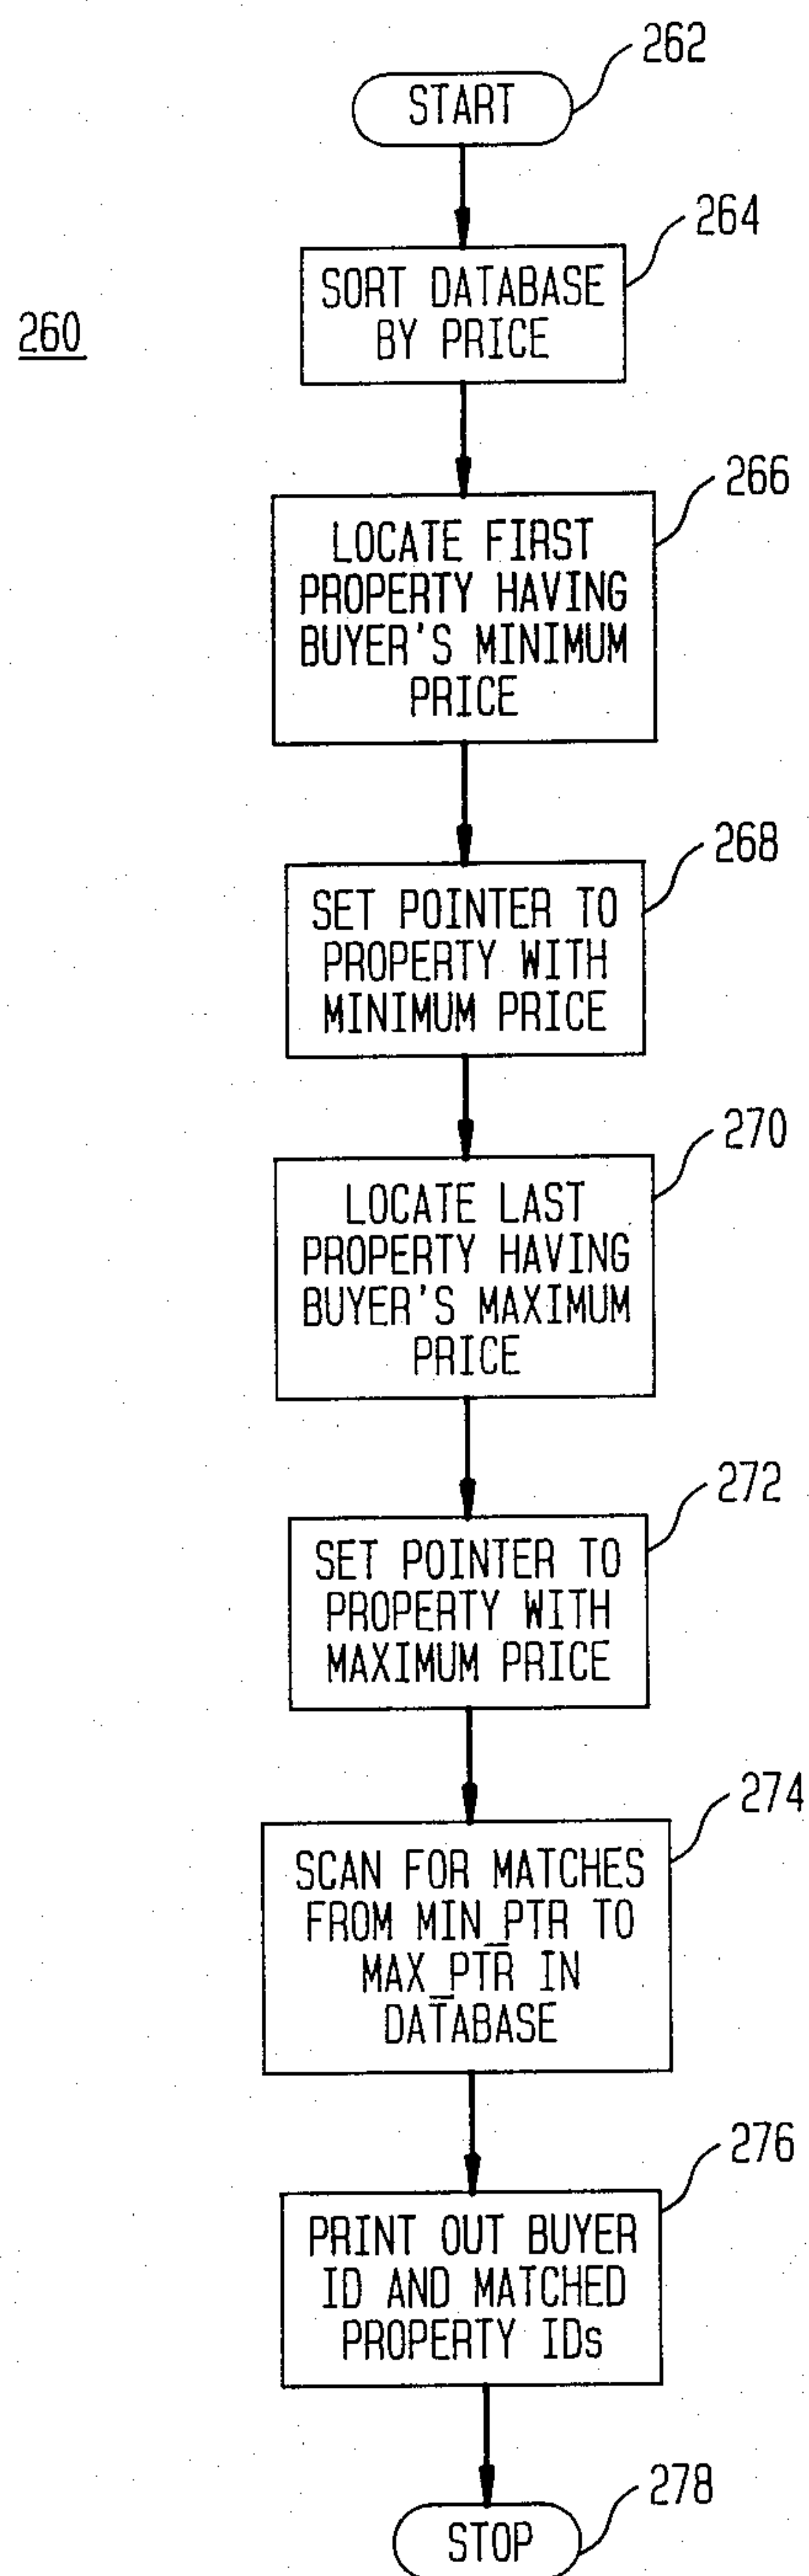 262
START
264
SORT DATABASE
BY PRICE
260
266
LOCATE FIRST
PROPERTY HAVING
BUYER'S MINIMUM
PRICE
268
SET POINTER TO
PROPERTY WITH
MINIMUM PRICE
270
LOCATE LAST
PROPERTY HAVING
BUYER'S MAXIMUM
PRICE
272
SET POINTER TO
PROPERTY WITH
MAXIMUM PRICE
274
SCAN FOR MATCHES
FROM MIN_PTR TO
MAX_PTR IN
DATABASE
276
PRINT OUT BUYER
ID AND MATCHED
PROPERTY IDs
278
STOP